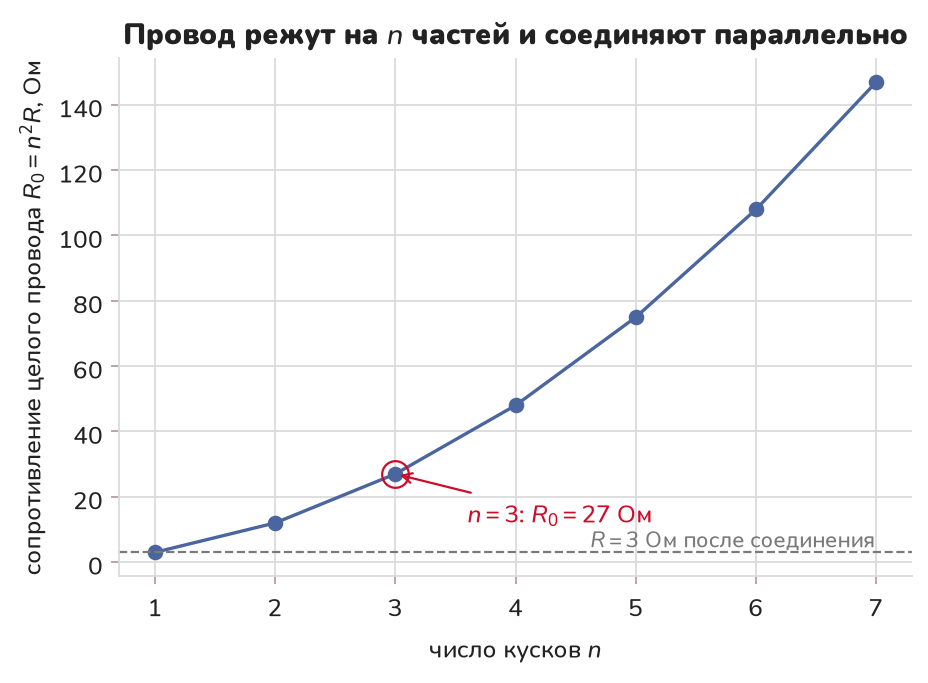 Провод режут на n частей и соединяют параллельно
сопротивление целого провода R₀ = n²R, Ом
140
120
100
80
60
40
20
0
n = 3: R₀ = 27 Ом
R = 3 Ом после соединения
1 2 3 4 5 6 7
число кусков n